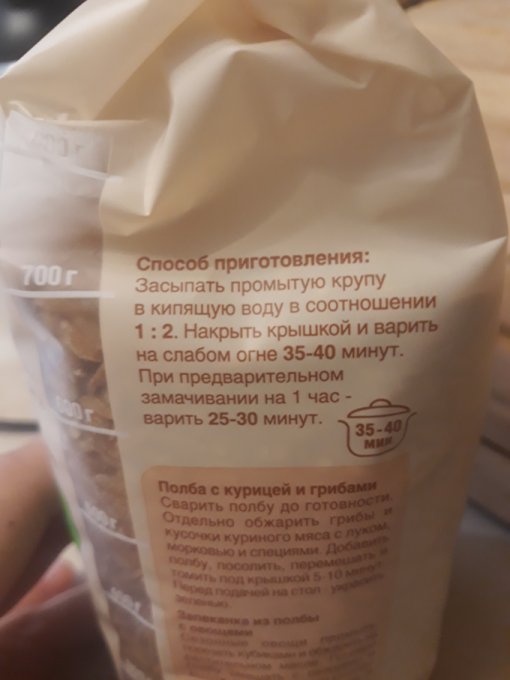 700 г
Способ приготовления:
Засыпать промытую крупу
в кипящую воду в соотношении
1 : 2. Накрыть крышкой и варить
на слабом огне 35-40 минут.
При предварительном
замачивании на 1 час -
варить 25-30 минут.
35-40
мин
Полба с курицей и грибами
Сварить полбу до готовности.
Отдельно обжарить грибы и
кусочки куриного мяса с луком,
морковью и специями. Добавить
полбу, посолить, перемешать и
томить под крышкой 5-10 минут.
Перед подачей на стол - украсить
зеленью.
Запеканка из полбы
с овощами
Сезонные овощи